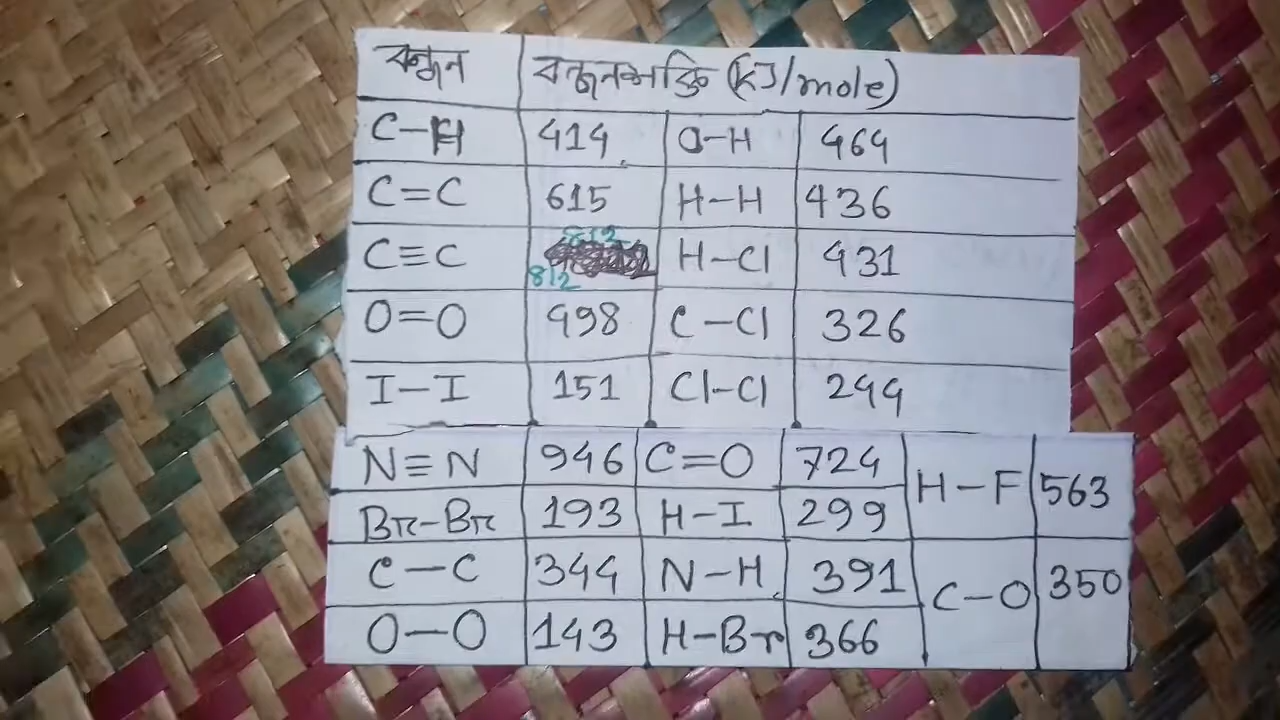 বন্ধন বন্ধনশক্তি (kJ/mole)
C-H 414 O-H 464
C=C 615 H-H 436
C≡C 812 812 H-Cl 431
O=O 498 C-Cl 326
I-I 151 Cl-Cl 244
N≡N 946 C=O 724 H-F 563
Br-Br 193 H-I 299
C-C 344 N-H 391 C-O 350
O-O 143 H-Br 366